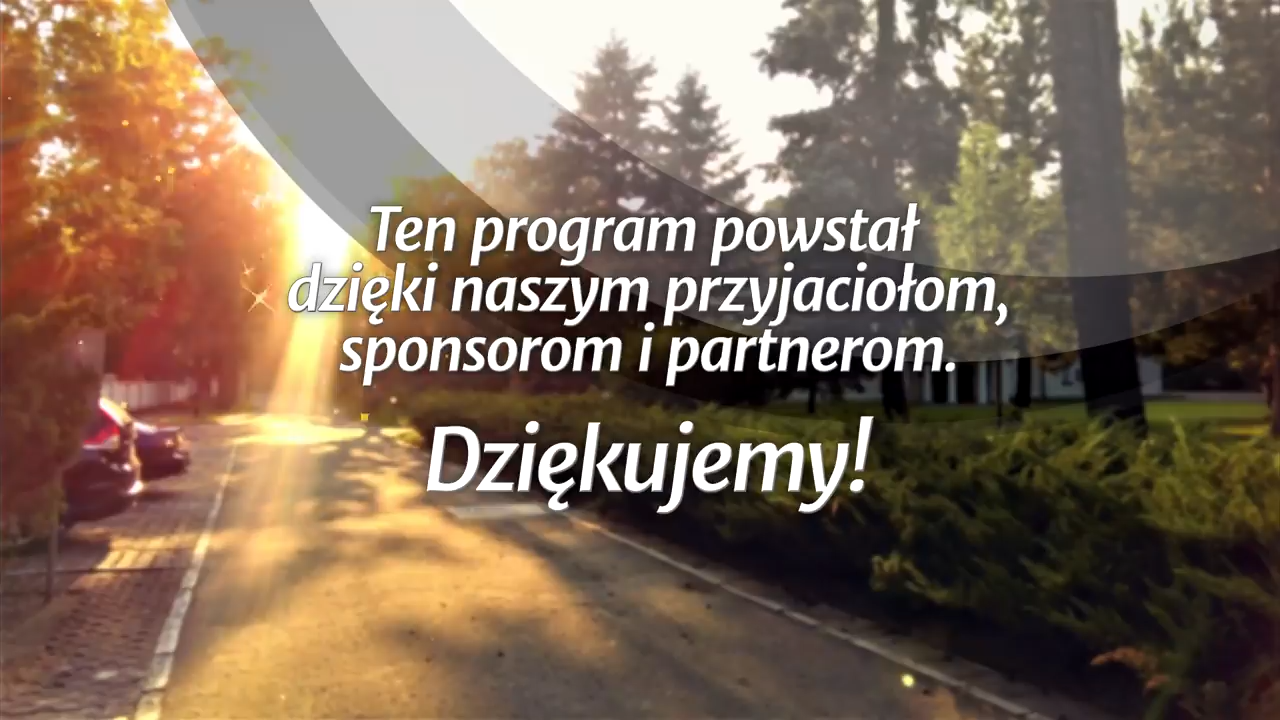 Ten program powstał
dzięki naszym przyjaciołom,
sponsorom i partnerom.
Dziękujemy!